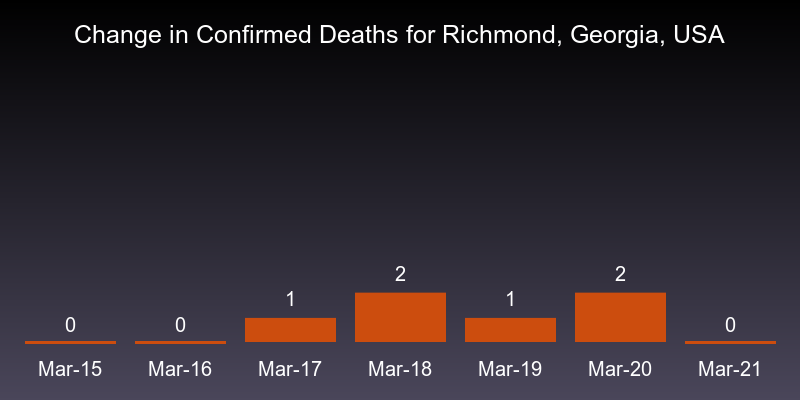 Change in Confirmed Deaths for Richmond, Georgia, USA
0 0 1 2 1 2 0
Mar-15 Mar-16 Mar-17 Mar-18 Mar-19 Mar-20 Mar-21